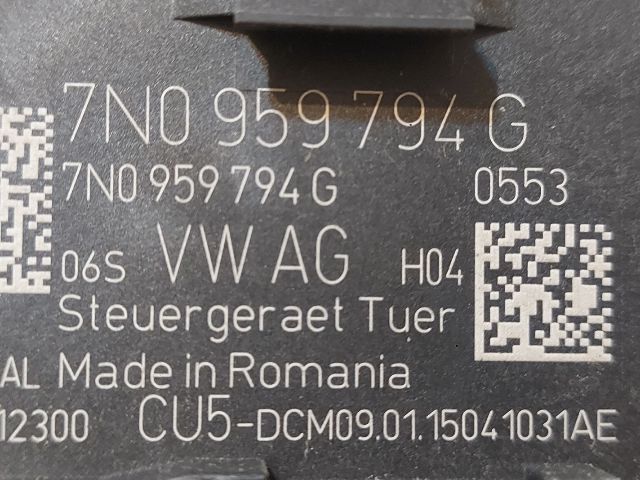 7N0 959 794 G
7N0 959 794 G 0553
06S VW AG H04
Steuergeraet Tuer
AL Made in Romania
12300 CU5-DCM09.01.15041031AE